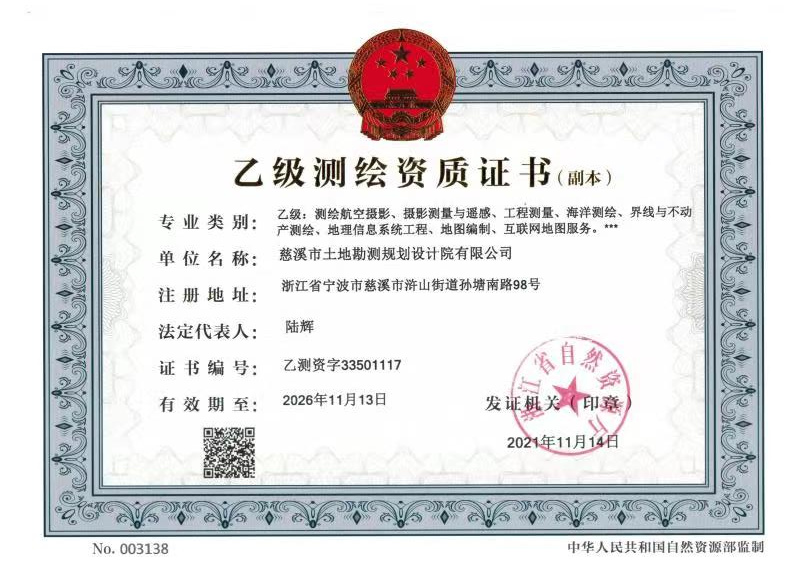 乙级测绘资质证书(副本)
专业类别： 乙级：测绘航空摄影、摄影测量与遥感、工程测量、海洋测绘、界线与不动
产测绘、地理信息系统工程、地图编制、互联网地图服务。***
单位名称： 慈溪市土地勘测规划设计院有限公司
注册地址： 浙江省宁波市慈溪市浒山街道孙塘南路98号
法定代表人： 陆辉
证书编号： 乙测资字33501117
有效期至： 2026年11月13日
浙江省自然资源厅
发证机关（印章）
2021年11月14日
No. 003138
中华人民共和国自然资源部监制